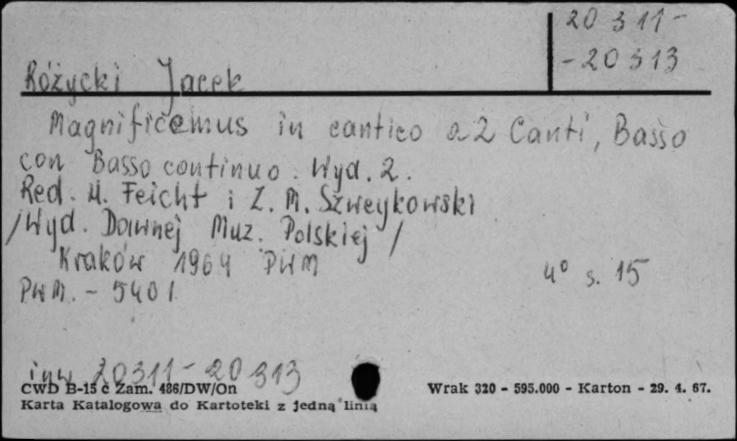 20 311-
-20 313
Różycki Jacek
Magnificemus in cantico a 2 Canti, Basso
con Basso continuo. Wyd. 2.
Red. H. Feicht i Z. M. Szweykowski
/Wyd. Dawnej Muz. Polskiej/
Kraków 1964 PWM
4° s. 15
PWM. - 5401
inw 20311-20 313
CWD B-15 c Zam. 486/DW/On
Wrak 320 - 595.000 - Karton - 29. 4. 67.
Karta Katalogowa do Kartoteki z jedną linią